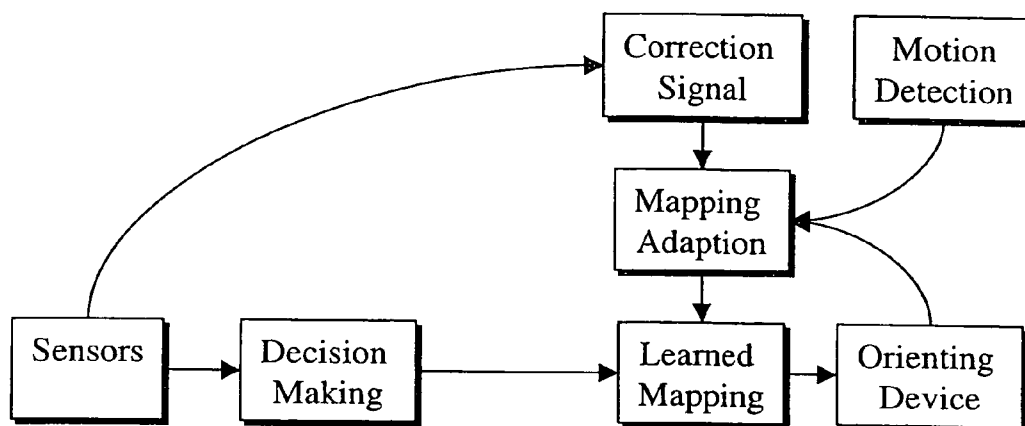 Correction
Signal
Motion
Detection
Mapping
Adaption
Sensors
Decision
Making
Learned
Mapping
Orienting
Device